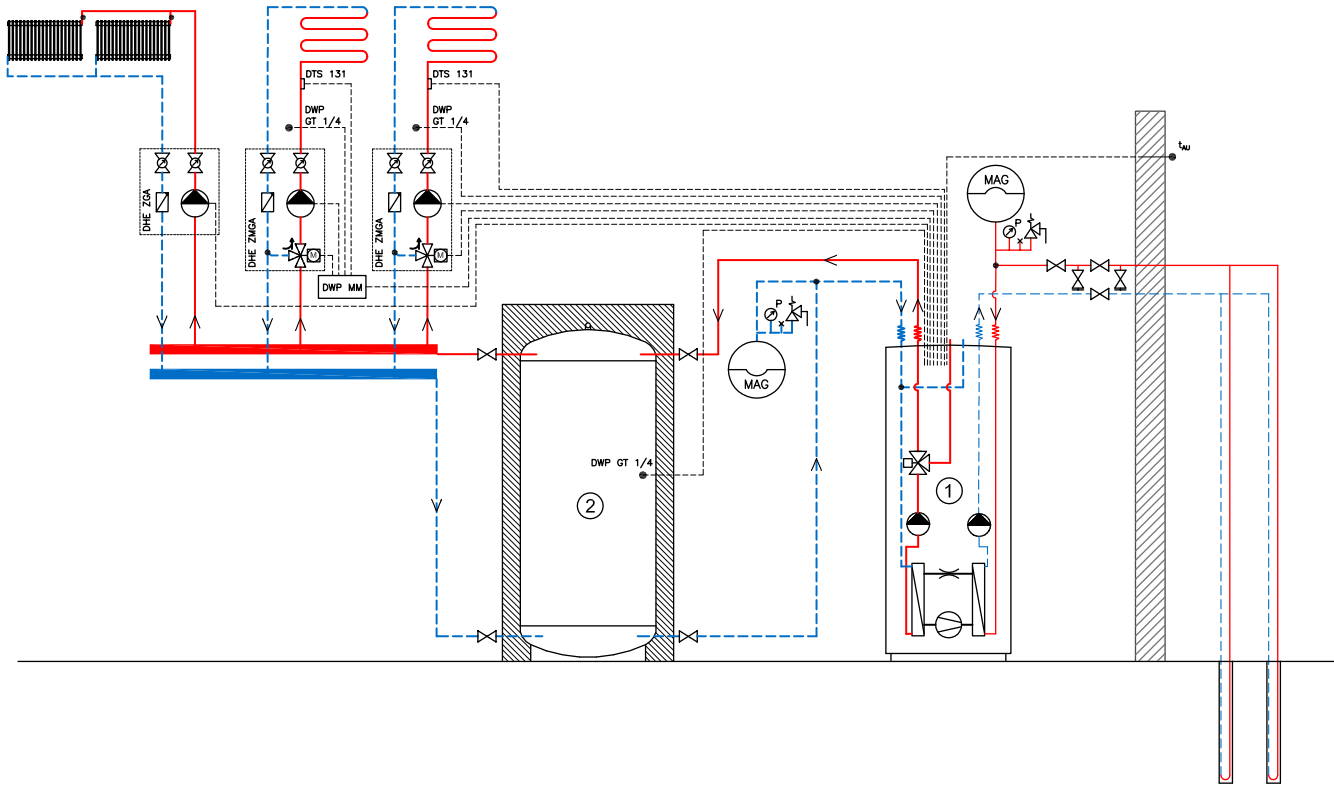 DTS 131
DTS 131
DWP
GT 1/4
DWP
GT 1/4
t AU
MAG
P
DHE ZGA
DHE ZMGA
DHE ZMGA
M
M
DWP MM
P
MAG
DWP GT 1/4
1
2